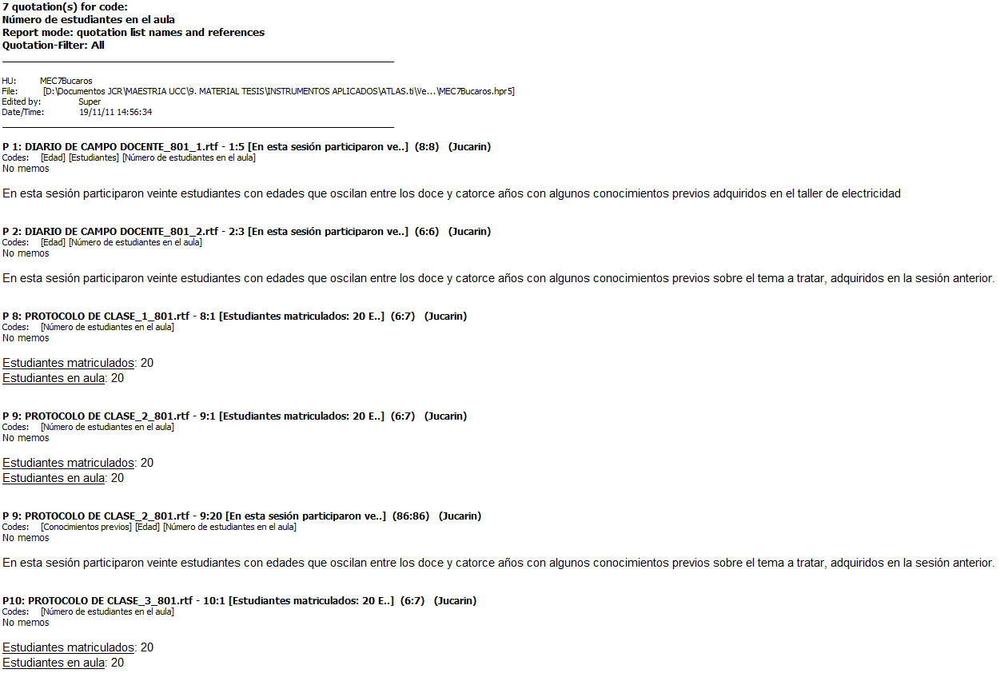 7 quotation(s) for code:
Número de estudiantes en el aula
Report mode: quotation list names and references
Quotation-Filter: All
HU: MEC7Bucaros
File: [D:\Documentos JCR\MAESTRIA UCC\9. MATERIAL TESIS\INSTRUMENTOS APLICADOS\ATLAS.ti\Ve...\MEC7Bucaros.hpr5]
Edited by: Super
Date/Time: 19/11/11 14:56:34
P 1: DIARIO DE CAMPO DOCENTE_801_1.rtf - 1:5 [En esta sesión participaron ve..] (8:8) (Jucarin)
Codes: [Edad] [Estudiantes] [Número de estudiantes en el aula]
No memos
En esta sesión participaron veinte estudiantes con edades que oscilan entre los doce y catorce años con algunos conocimientos previos adquiridos en el taller de electricidad
P 2: DIARIO DE CAMPO DOCENTE_801_2.rtf - 2:3 [En esta sesión participaron ve..] (6:6) (Jucarin)
Codes: [Edad] [Número de estudiantes en el aula]
No memos
En esta sesión participaron veinte estudiantes con edades que oscilan entre los doce y catorce años con algunos conocimientos previos sobre el tema a tratar, adquiridos en la sesión anterior.
P 8: PROTOCOLO DE CLASE_1_801.rtf - 8:1 [Estudiantes matriculados: 20 E..] (6:7) (Jucarin)
Codes: [Número de estudiantes en el aula]
No memos
Estudiantes matriculados: 20
Estudiantes en aula: 20
P 9: PROTOCOLO DE CLASE_2_801.rtf - 9:1 [Estudiantes matriculados: 20 E..] (6:7) (Jucarin)
Codes: [Número de estudiantes en el aula]
No memos
Estudiantes matriculados: 20
Estudiantes en aula: 20
P 9: PROTOCOLO DE CLASE_2_801.rtf - 9:20 [En esta sesión participaron ve..] (86:86) (Jucarin)
Codes: [Conocimientos previos] [Edad] [Número de estudiantes en el aula]
No memos
En esta sesión participaron veinte estudiantes con edades que oscilan entre los doce y catorce años con algunos conocimientos previos sobre el tema a tratar, adquiridos en la sesión anterior.
P10: PROTOCOLO DE CLASE_3_801.rtf - 10:1 [Estudiantes matriculados: 20 E..] (6:7) (Jucarin)
Codes: [Número de estudiantes en el aula]
No memos
Estudiantes matriculados: 20
Estudiantes en aula: 20